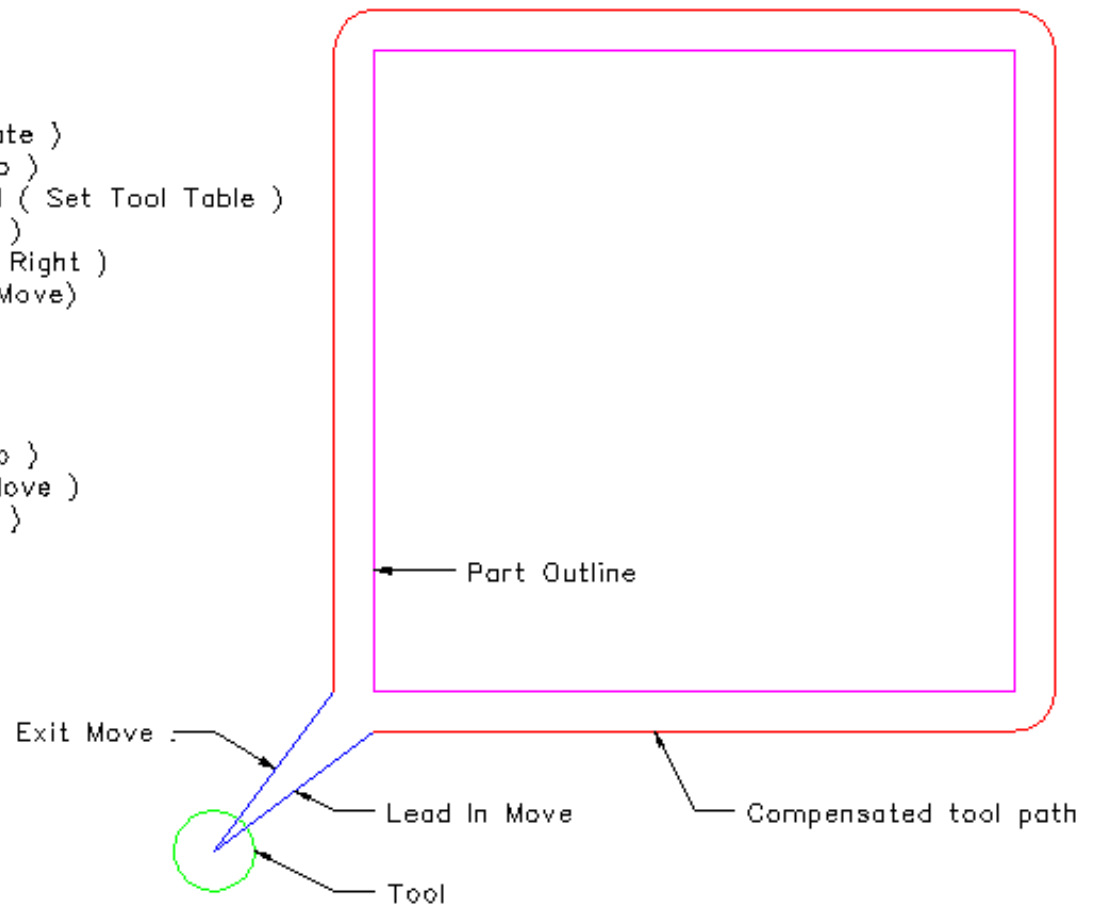 ate )
o )
( Set Tool Table )
)
Right )
Move)
o )
Move )
)
Part Outline
Exit Move
Lead In Move
Compensated tool path
Tool